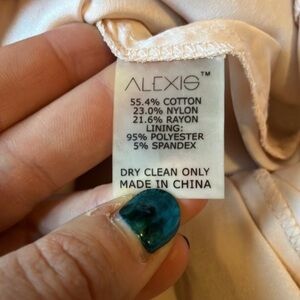 ALEXIS™
55.4% COTTON
23.0% NYLON
21.6% RAYON
LINING:
95% POLYESTER
5% SPANDEX
DRY CLEAN ONLY
MADE IN CHINA